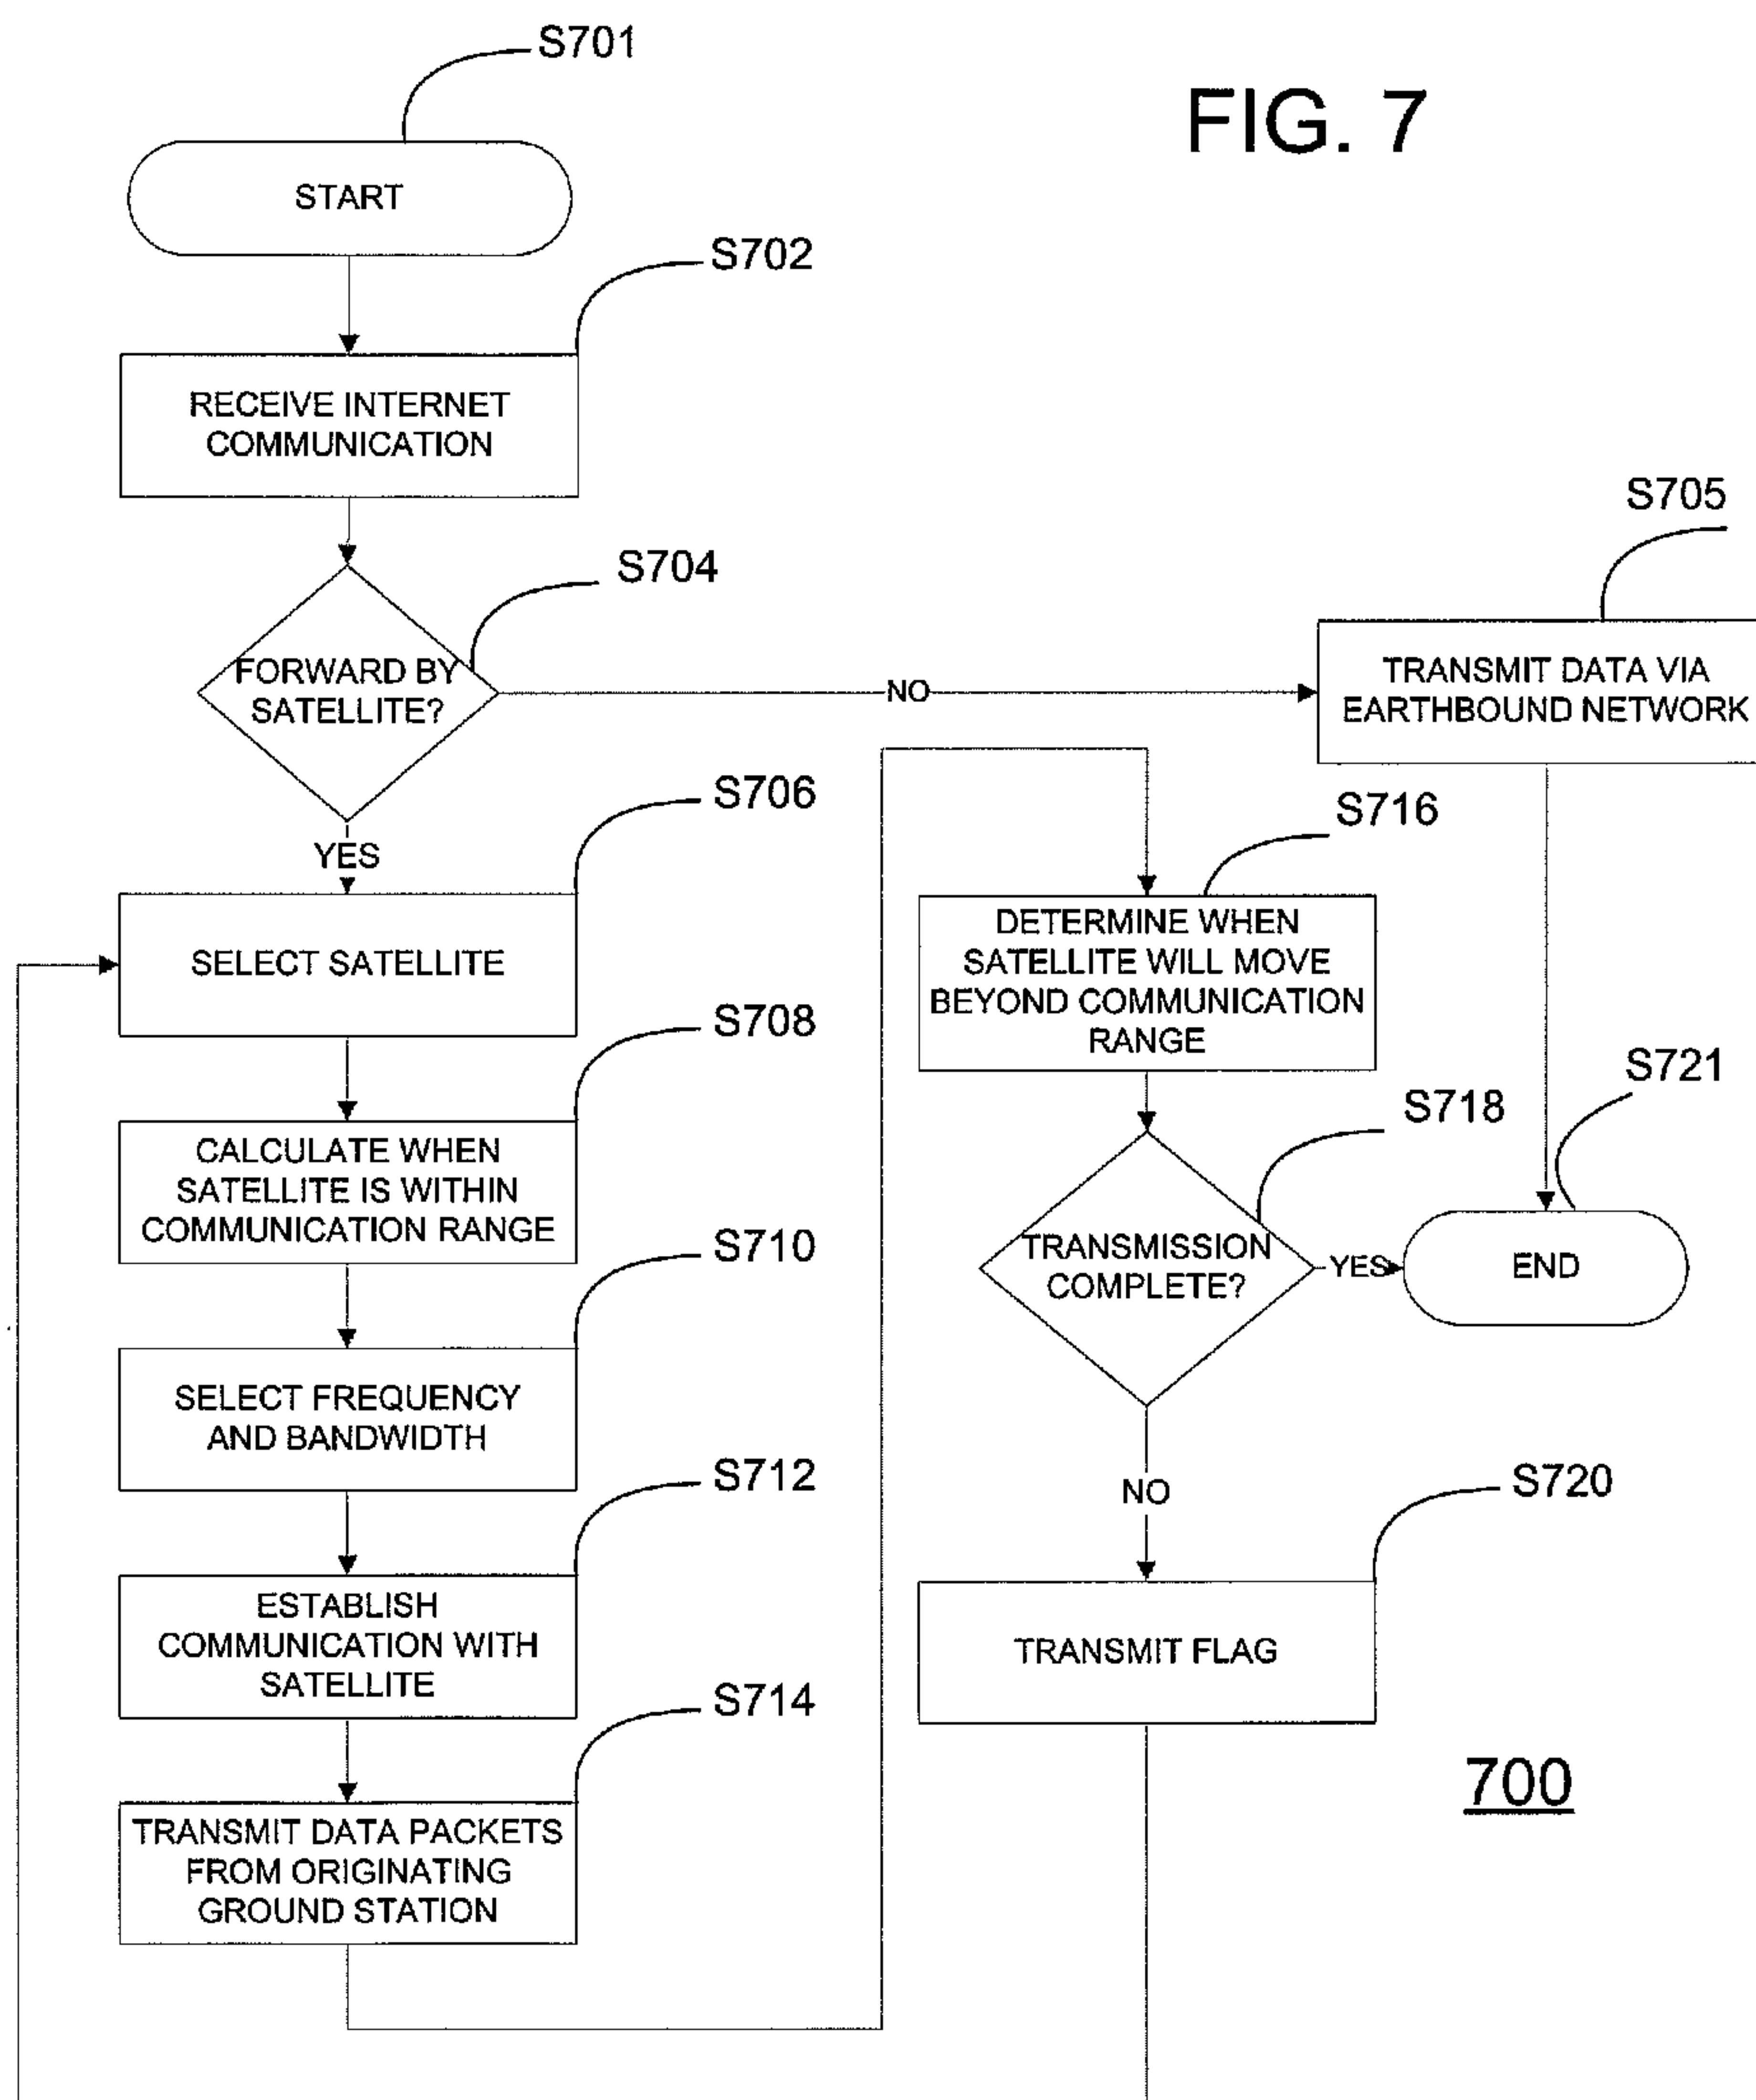 FIG. 7
S701
START
S702
RECEIVE INTERNET
COMMUNICATION
S704
FORWARD BY
SATELLITE?
NO
S705
TRANSMIT DATA VIA
EARTHBOUND NETWORK
YES
S706
SELECT SATELLITE
S708
CALCULATE WHEN
SATELLITE IS WITHIN
COMMUNICATION RANGE
S710
SELECT FREQUENCY
AND BANDWIDTH
S712
ESTABLISH
COMMUNICATION WITH
SATELLITE
S714
TRANSMIT DATA PACKETS
FROM ORIGINATING
GROUND STATION
S716
DETERMINE WHEN
SATELLITE WILL MOVE
BEYOND COMMUNICATION
RANGE
S718
TRANSMISSION
COMPLETE?
YES
S721
END
NO
S720
TRANSMIT FLAG
700